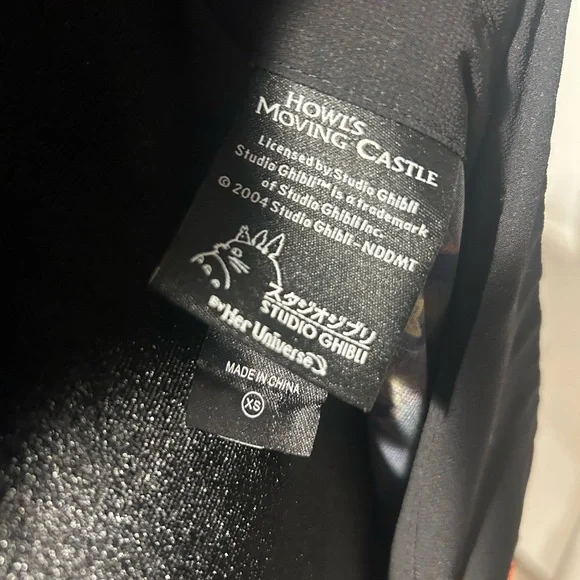 HOWL'S
MOVING CASTLE
Licensed by: Studio Ghibli
Studio Ghibli™ is a trademark
of Studio Ghibli Inc.
© 2004 Studio Ghibli - NDDMT
スタジオジブリ
STUDIO GHIBLI
BY Her Universe
MADE IN CHINA
XS